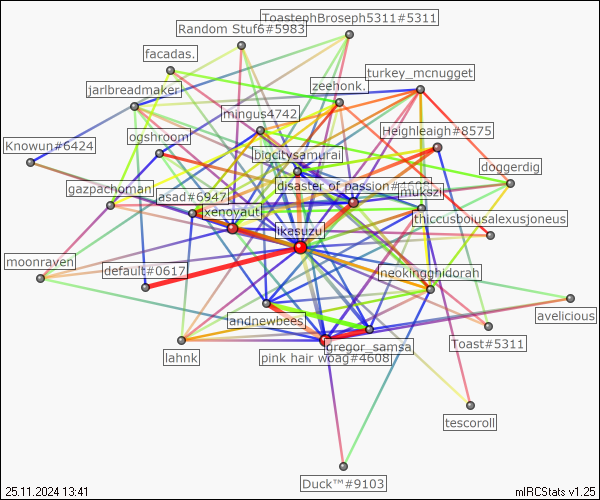 ToastephBroseph5311#5311
Random Stuf6#5983
facadas.
turkey_mcnugget
zeehonk.
jarlbreadmaker
mingus4742
Heighleaigh#8575
ogshroom
Knowun#6424
bigcitysamurai
doggerdig
disaster of passion#1698
mukszi
gazpachoman
asad#6947
xenovaut
thiccusboiusalexusjoneus
ikasuzu
moonraven
default#0617
neokingghidorah
avelicious
andnewbees
Toast#5311
gregor_samsa
lahnk
pink hair woag#4608
tescoroll
Duck™#9103
25.11.2024 13:41
mIRCStats v1.25